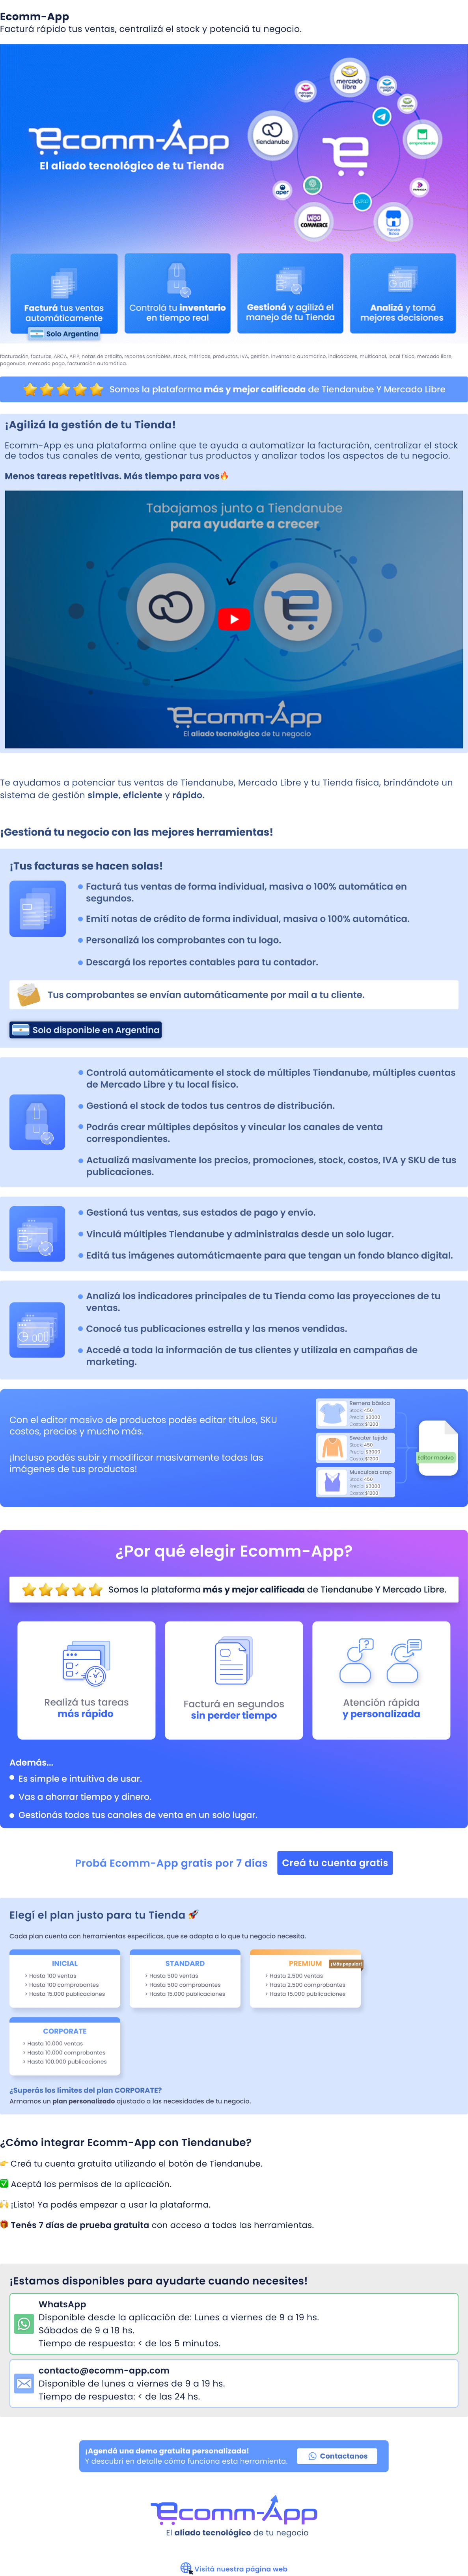 Ecomm-App
Facturá rápido tus ventas, centralizá el stock y potenciá tu negocio.
mercado libre
mercado shops
mercado pago
tiendanube
empretienda
aper
WOO COMMERCE
Tienda física
ecomm-App
El aliado tecnológico de tu Tienda
Facturá tus ventas
automáticamente
Solo Argentina
Controlá tu inventario
en tiempo real
Gestioná y agilizá el
manejo de tu Tienda
Analizá y tomá
mejores decisiones
facturación, facturas, ARCA, AFIP, notas de crédito, reportes contables, stock, métricas, productos, IVA, gestión, inventario automático, indicadores, multicanal, local físico, mercado libre,
pagonube, mercado pago, facturación automática.
Somos la plataforma más y mejor calificada de Tiendanube Y Mercado Libre
¡Agilizá la gestión de tu Tienda!
Ecomm-App es una plataforma online que te ayuda a automatizar la facturación, centralizar el stock
de todos tus canales de venta, gestionar tus productos y analizar todos los aspectos de tu negocio.
Menos tareas repetitivas. Más tiempo para vos🔥
Tabajamos junto a Tiendanube
para ayudarte a crecer
ecomm-App
El aliado tecnológico de tu negocio
Te ayudamos a potenciar tus ventas de Tiendanube, Mercado Libre y tu Tienda física, brindándote un
sistema de gestión simple, eficiente y rápido.
¡Gestioná tu negocio con las mejores herramientas!
¡Tus facturas se hacen solas!
Facturá tus ventas de forma individual, masiva o 100% automática en
segundos.
Emití notas de crédito de forma individual, masiva o 100% automática.
Personalizá los comprobantes con tu logo.
Descargá los reportes contables para tu contador.
Tus comprobantes se envían automáticamente por mail a tu cliente.
Solo disponible en Argentina
Controlá automáticamente el stock de múltiples Tiendanube, múltiples cuentas
de Mercado Libre y tu local físico.
Gestioná el stock de todos tus centros de distribución.
Podrás crear múltiples depósitos y vincular los canales de venta
correspondientes.
Actualizá masivamente los precios, promociones, stock, costos, IVA y SKU de tus
publicaciones.
Gestioná tus ventas, sus estados de pago y envío.
Vinculá múltiples Tiendanube y administralas desde un solo lugar.
Editá tus imágenes automáticmaente para que tengan un fondo blanco digital.
Analizá los indicadores principales de tu Tienda como las proyecciones de tu
ventas.
Conocé tus publicaciones estrella y las menos vendidas.
Accedé a toda la información de tus clientes y utilizala en campañas de
marketing.
Con el editor masivo de productos podés editar títulos, SKU
costos, precios y mucho más.
¡Incluso podés subir y modificar masivamente todas las
imágenes de tus productos!
Remera básica
Stock: 450
Precio: $3000
Costo: $1200
Sweater tejido
Stock: 450
Precio: $3000
Costo: $1200
Musculosa crop
Stock: 450
Precio: $3000
Costo: $1200
Editor masivo
¿Por qué elegir Ecomm-App?
Somos la plataforma más y mejor calificada de Tiendanube Y Mercado Libre.
Realizá tus tareas
más rápido
Facturá en segundos
sin perder tiempo
Atención rápida
y personalizada
Además...
Es simple e intuitiva de usar.
Vas a ahorrar tiempo y dinero.
Gestionás todos tus canales de venta en un solo lugar.
Probá Ecomm-App gratis por 7 días
Creá tu cuenta gratis
Elegí el plan justo para tu Tienda 🚀
Cada plan cuenta con herramientas específicas, que se adapta a lo que tu negocio necesita.
INICIAL
> Hasta 100 ventas
> Hasta 100 comprobantes
> Hasta 15,000 publicaciones
STANDARD
> Hasta 500 ventas
> Hasta 500 comprobantes
> Hasta 15.000 publicaciones
PREMIUM
¡Más popular!
> Hasta 2.500 ventas
> Hasta 2.500 comprobantes
> Hasta 15,000 publicaciones
CORPORATE
> Hasta 10.000 ventas
> Hasta 10.000 comprobantes
> Hasta 100.000 publicaciones
¿Superás los límites del plan CORPORATE?
Armamos un plan personalizado ajustado a las necesidades de tu negocio.
¿Cómo integrar Ecomm-App con Tiendanube?
👉 Creá tu cuenta gratuita utilizando el botón de Tiendanube.
✅ Aceptá los permisos de la aplicación.
🙌 ¡Listo! Ya podés empezar a usar la plataforma.
🎁 Tenés 7 días de prueba gratuita con acceso a todas las herramientas.
¡Estamos disponibles para ayudarte cuando necesites!
WhatsApp
Disponible desde la aplicación de: Lunes a viernes de 9 a 19 hs.
Sábados de 9 a 18 hs.
Tiempo de respuesta: < de los 5 minutos.
contacto@ecomm-app.com
Disponible de lunes a viernes de 9 a 19 hs.
Tiempo de respuesta: < de las 24 hs.
¡Agendá una demo gratuita personalizada!
Y descubrí en detalle cómo funciona esta herramienta.
Contactanos
ecomm-App
El aliado tecnológico de tu negocio
Visitá nuestra página web